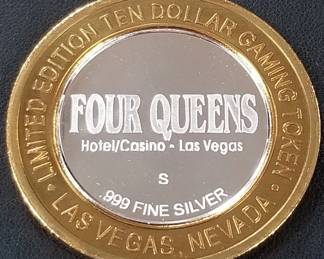 LIMITED EDITION TEN DOLLAR GAMING TOKEN
FOUR QUEENS
Hotel/Casino - Las Vegas
S
.999 FINE SILVER
• LAS VEGAS, NEVADA •